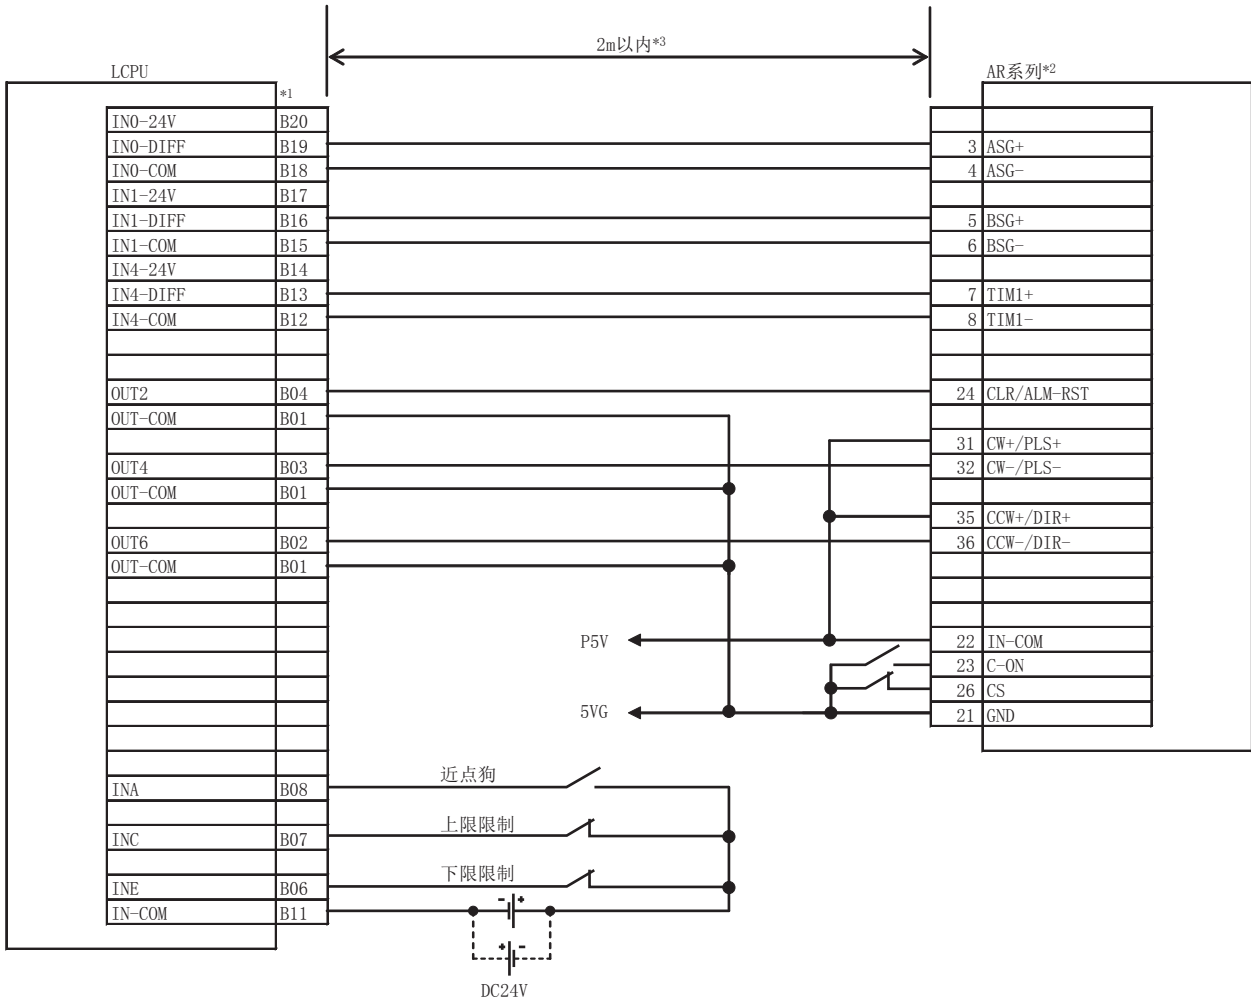 2m以内*3
LCPU
AR系列*2
*1
IN0-24V B20
IN0-DIFF B19 3 ASG+
IN0-COM B18 4 ASG-
IN1-24V B17
IN1-DIFF B16 5 BSG+
IN1-COM B15 6 BSG-
IN4-24V B14
IN4-DIFF B13 7 TIM1+
IN4-COM B12 8 TIM1-
OUT2 B04 24 CLR/ALM-RST
OUT-COM B01
31 CW+/PLS+
OUT4 B03 32 CW-/PLS-
OUT-COM B01
35 CCW+/DIR+
OUT6 B02 36 CCW-/DIR-
OUT-COM B01
P5V 22 IN-COM
23 C-ON
26 CS
5VG 21 GND
近点狗
INA B08
上限限制
INC B07
下限限制
INE B06
IN-COM B11
- +
+ -
DC24V